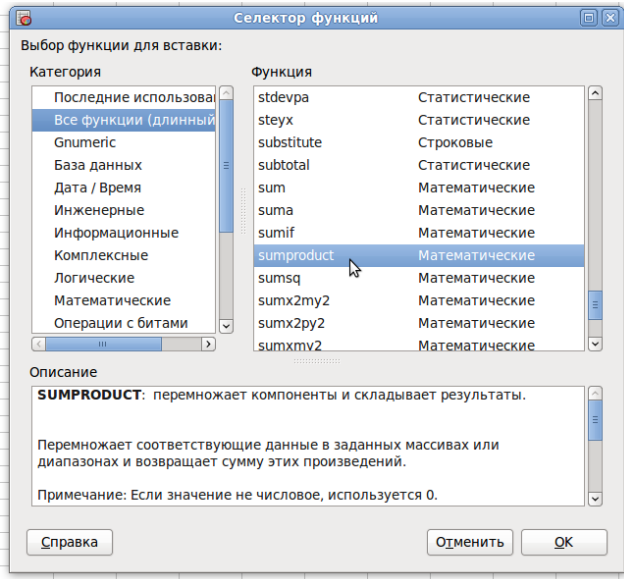 Селектор функций
Выбор функции для вставки:
Категория
Последние использова
Все функции (длинный
Gnumeric
База данных
Дата / Время
Инженерные
Информационные
Комплексные
Логические
Математические
Операции с битами
Функция
stdevpa Статистические
steyx Статистические
substitute Строковые
subtotal Статистические
sum Математические
suma Математические
sumif Математические
sumproduct Математические
sumsq Математические
sumx2my2 Математические
sumx2py2 Математические
sumxmy2 Математические
Описание
SUMPRODUCT: перемножает компоненты и складывает результаты.
Перемножает соответствующие данные в заданных массивах или
диапазонах и возвращает сумму этих произведений.
Примечание: Если значение не числовое, используется 0.
Справка
Отменить
OK